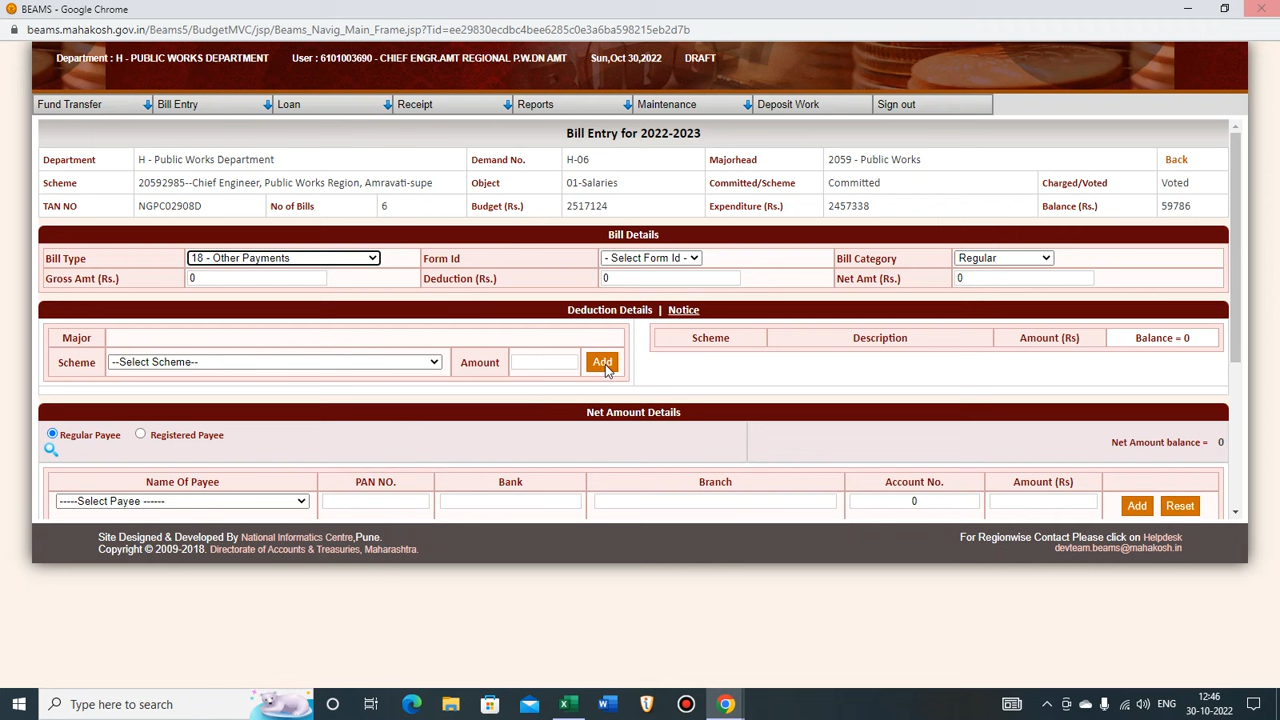 BEAMS - Google Chrome
beams.mahakosh.gov.in/Beams5/BudgetMVC/jsp/Beams_Navig_Main_Frame.jsp?Tid=ee29830ecdbc4bee6285c0e3a6ba598215eb2d7b
Department : H - PUBLIC WORKS DEPARTMENT User : 6101003690 - CHIEF ENGR.AMT REGIONAL P.W.DN AMT Sun,Oct 30,2022 DRAFT
Fund Transfer Bill Entry Loan Receipt Reports Maintenance Deposit Work Sign out
Bill Entry for 2022-2023
Department H - Public Works Department Demand No. H-06 Majorhead 2059 - Public Works Back
Scheme 20592985--Chief Engineer, Public Works Region, Amravati-supe Object 01-Salaries Committed/Scheme Committed Charged/Voted Voted
TAN NO NGPC02908D No of Bills 6 Budget (Rs.) 2517124 Expenditure (Rs.) 2457338 Balance (Rs.) 59786
Bill Details
Bill Type 18 - Other Payments Form Id - Select Form Id - Bill Category Regular
Gross Amt (Rs.) 0 Deduction (Rs.) 0 Net Amt (Rs.) 0
Deduction Details | Notice
Major Scheme Description Amount (Rs) Balance = 0
Scheme --Select Scheme-- Amount Add
Net Amount Details
Regular Payee Registered Payee Net Amount balance = 0
Name Of Payee PAN NO. Bank Branch Account No. Amount (Rs)
-----Select Payee ------ 0 Add Reset
Site Designed & Developed By National Informatics Centre,Pune. For Regionwise Contact Please click on Helpdesk
Copyright © 2009-2018. Directorate of Accounts & Treasuries, Maharashtra. devteam.beams@mahakosh.in
Type here to search ENG 12:46
30-10-2022